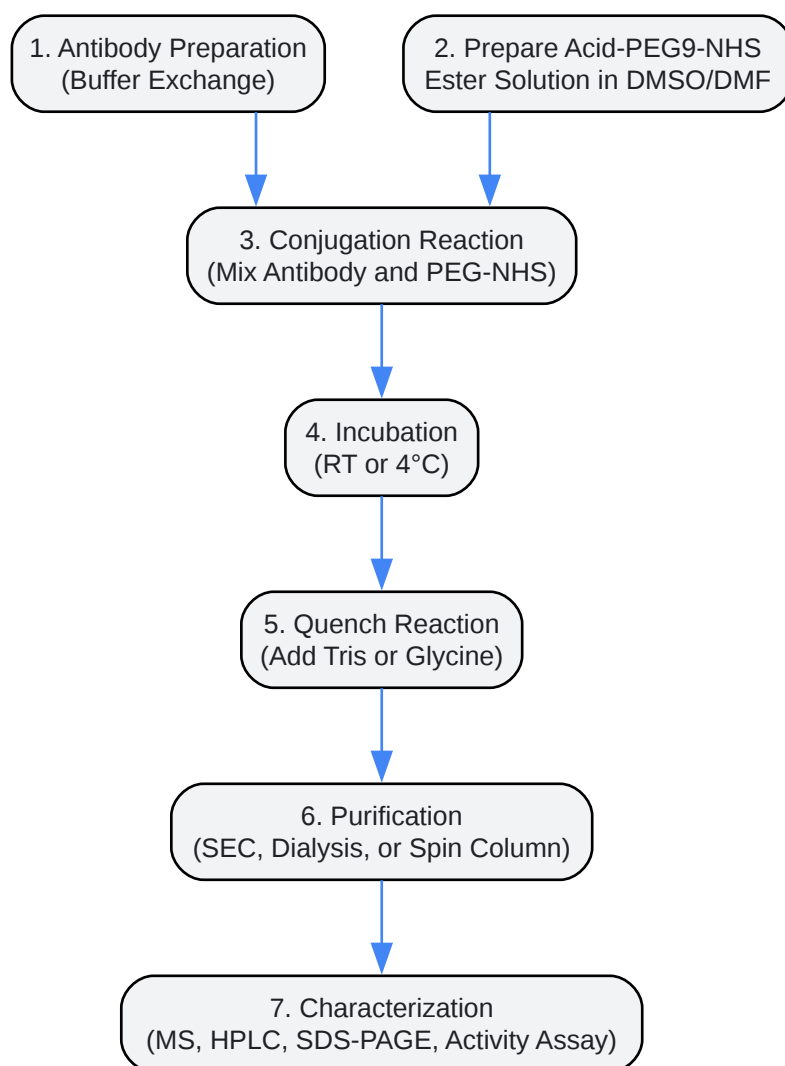 1. Antibody Preparation
(Buffer Exchange)
2. Prepare Acid-PEG9-NHS
Ester Solution in DMSO/DMF
3. Conjugation Reaction
(Mix Antibody and PEG-NHS)
4. Incubation
(RT or 4°C)
5. Quench Reaction
(Add Tris or Glycine)
6. Purification
(SEC, Dialysis, or Spin Column)
7. Characterization
(MS, HPLC, SDS-PAGE, Activity Assay)